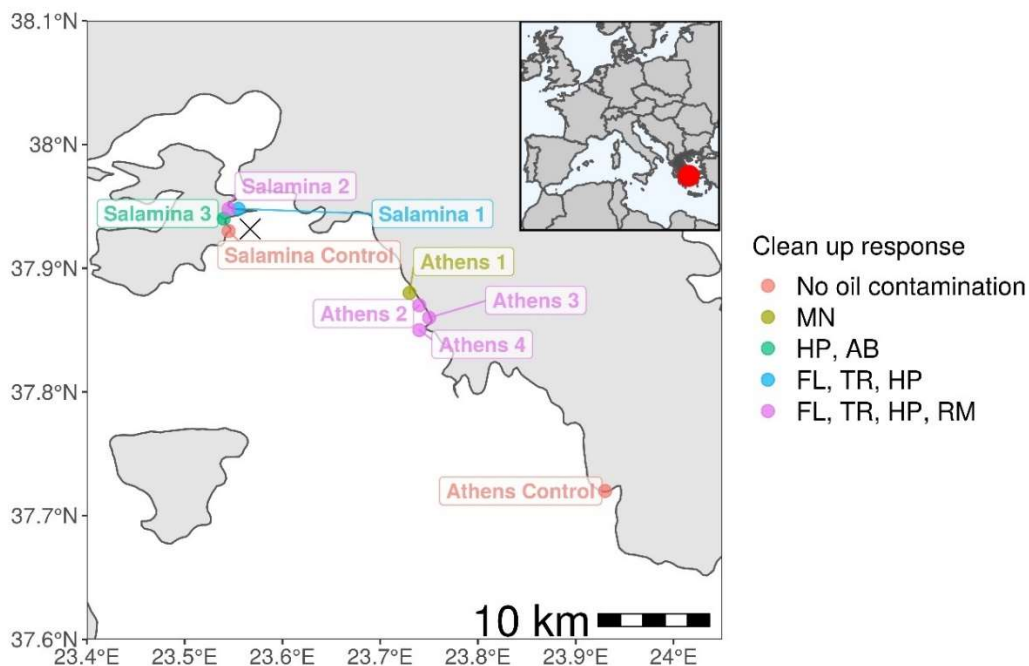 38.1°N
38°N
37.9°N
37.8°N
37.7°N
37.6°N
23.4°E
23.5°E
23.6°E
23.7°E
23.8°E
23.9°E
24°E
Salamina 2
Salamina 3
Salamina 1
Salamina Control
Athens 1
Athens 3
Athens 2
Athens 4
Athens Control
10 km
Clean up response
No oil contamination
MN
HP, AB
FL, TR, HP
FL, TR, HP, RM